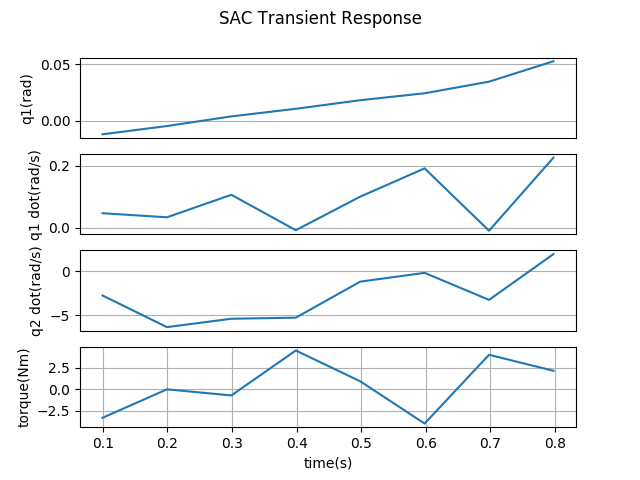 SAC Transient Response
q1(rad)
0.05
0.00
q1 dot(rad/s)
0.2
0.0
q2 dot(rad/s)
0
−5
torque(Nm)
2.5
0.0
−2.5
0.1 0.2 0.3 0.4 0.5 0.6 0.7 0.8
time(s)